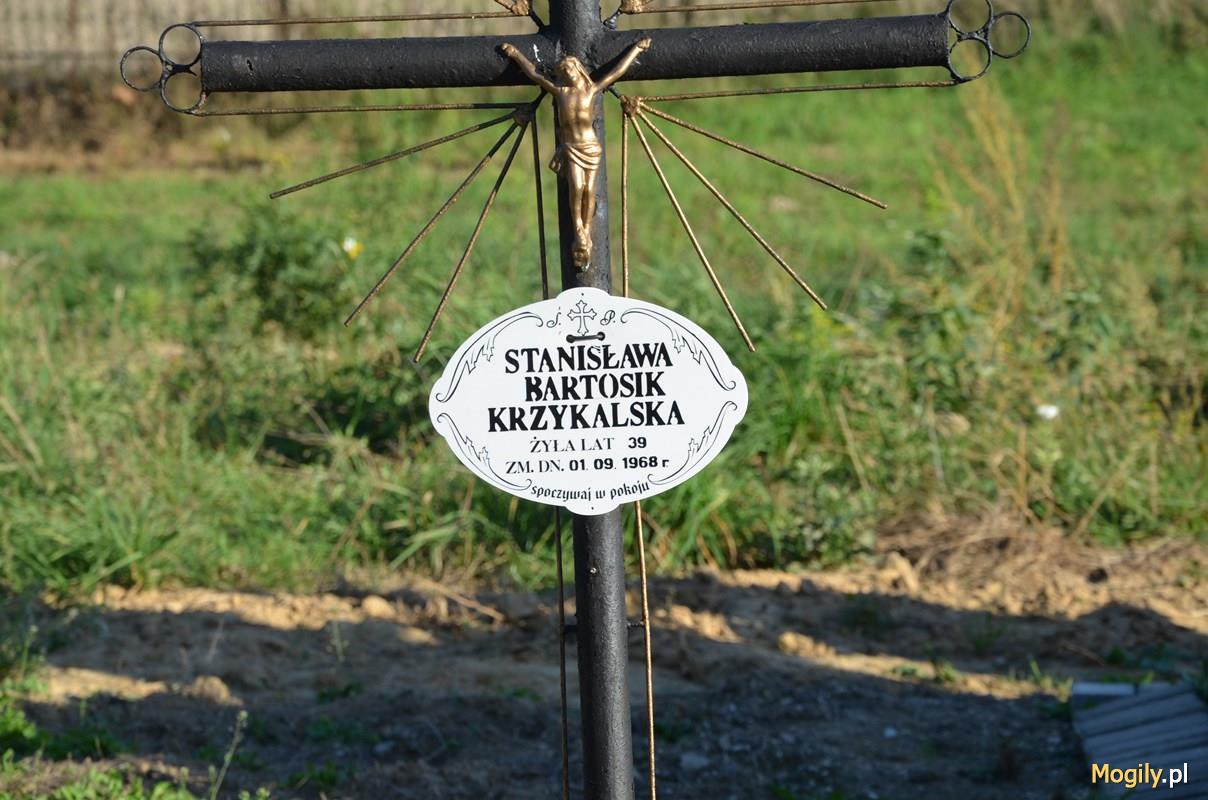 Ś. P.
STANISŁAWA
BARTOSIK
KRZYKALSKA
ŻYŁA LAT 39
ZM. DN. 01. 09. 1968 r.
spoczywaj w pokoju
Mogily.pl